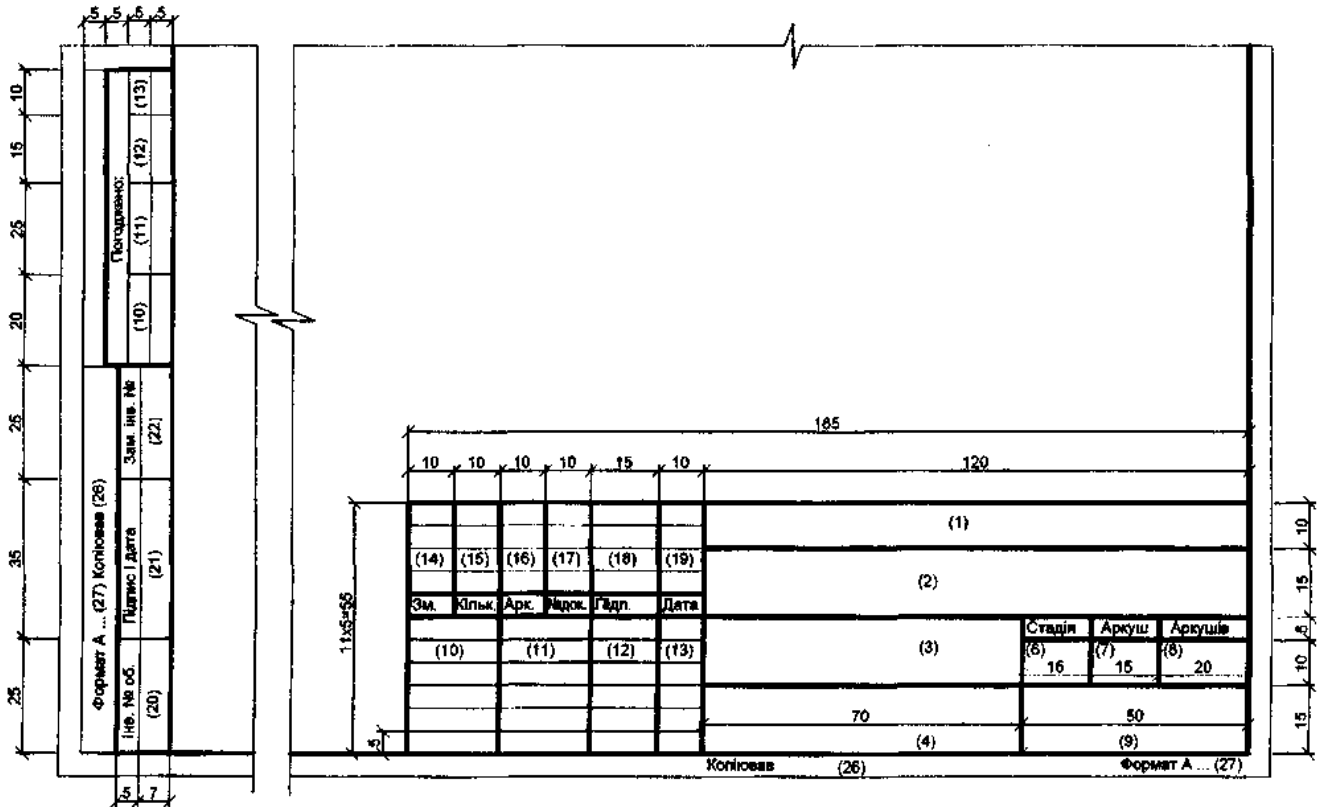 5 5 5 5
10
(13)
15
(12)
Погоджено:
25
(11)
20
(10)
25
Зам. інв. №
(22)
35
Формат А ... (27) Копіював (26)
Підпис і дата
(21)
25
Інв. № об.
(20)
5 7
185
10 10 10 10 15 10 120
(1)
10
(14) (15) (16) (17) (18) (19)
(2)
15
11x5=55
Зм. Кільк. Арк. №док. Підп. Дата
Стадія Аркуш Аркушів
5
(10) (11) (12) (13)
(3)
(6) (7) (8)
16 15 20
10
70 50
15
5
(4) (9)
Копіював (26) Формат А ... (27)